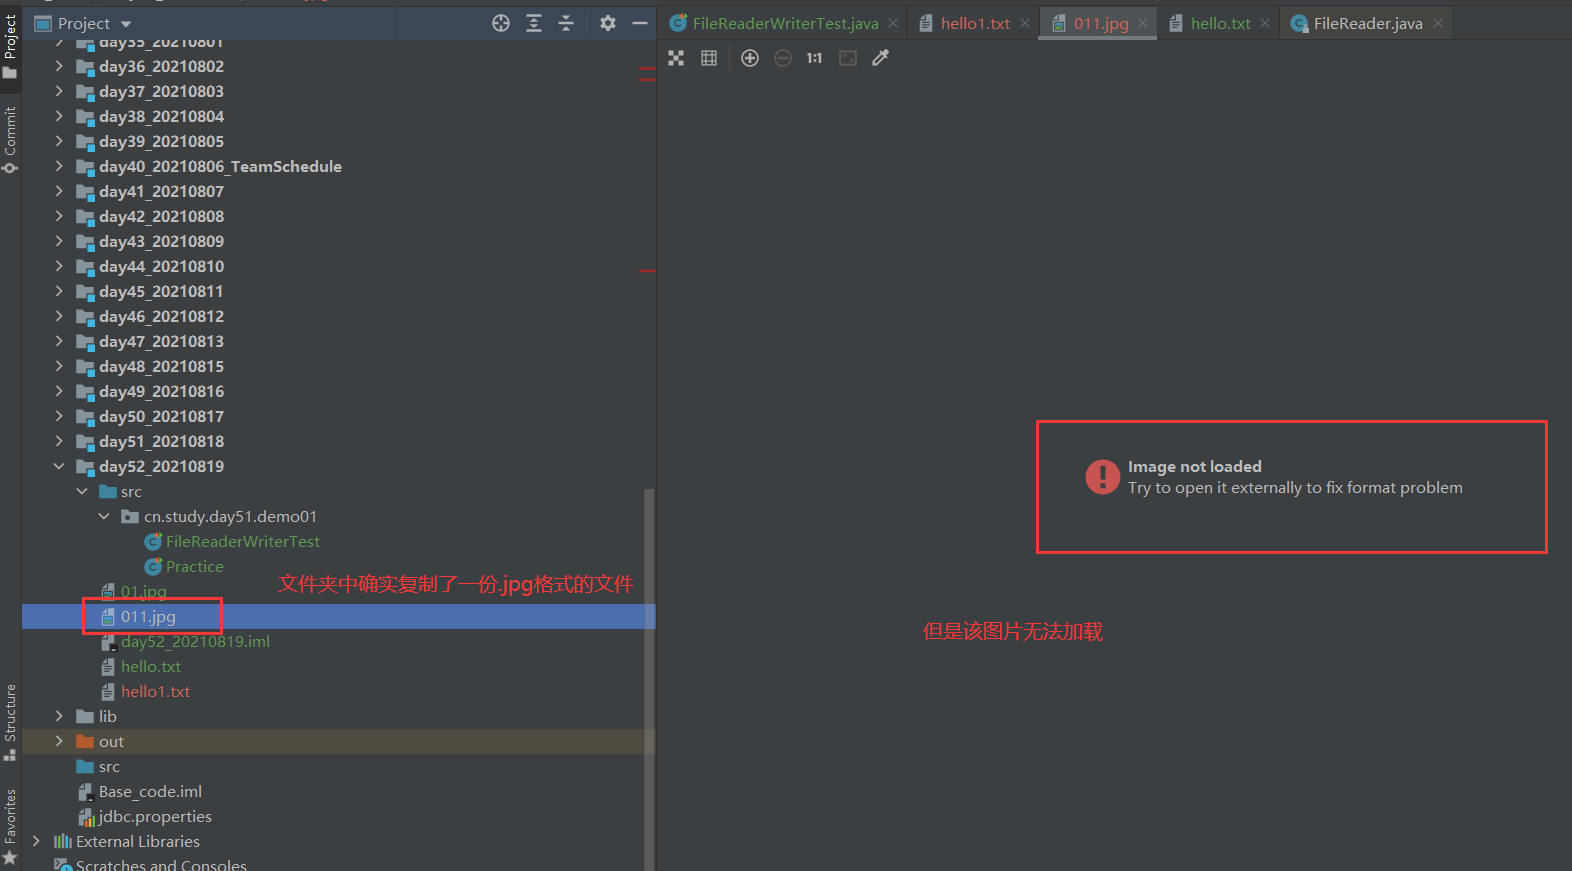 Project
FileReaderWriterTest.java
hello1.txt
011.jpg
hello.txt
FileReader.java
1:1
Project
Commit
Structure
Favorites
day35_20210801
day36_20210802
day37_20210803
day38_20210804
day39_20210805
day40_20210806_TeamSchedule
day41_20210807
day42_20210808
day43_20210809
day44_20210810
day45_20210811
day46_20210812
day47_20210813
day48_20210815
day49_20210816
day50_20210817
day51_20210818
day52_20210819
src
cn.study.day51.demo01
FileReaderWriterTest
Practice
01.jpg
文件夹中确实复制了一份.jpg格式的文件
011.jpg
day52_20210819.iml
hello.txt
hello1.txt
lib
out
src
Base_code.iml
jdbc.properties
External Libraries
Scratches and Consoles
Image not loaded
Try to open it externally to fix format problem
但是该图片无法加载